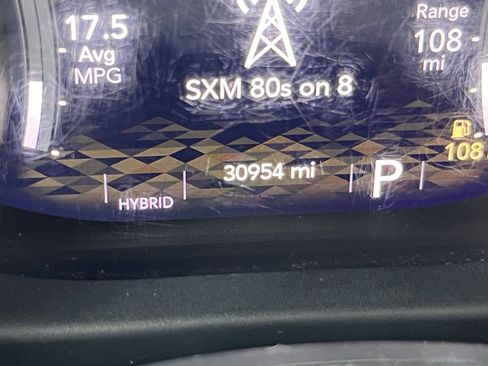 17.5
Avg
MPG
SXM 80s on 8
Range
108
mi
108
30954 mi
P
HYBRID